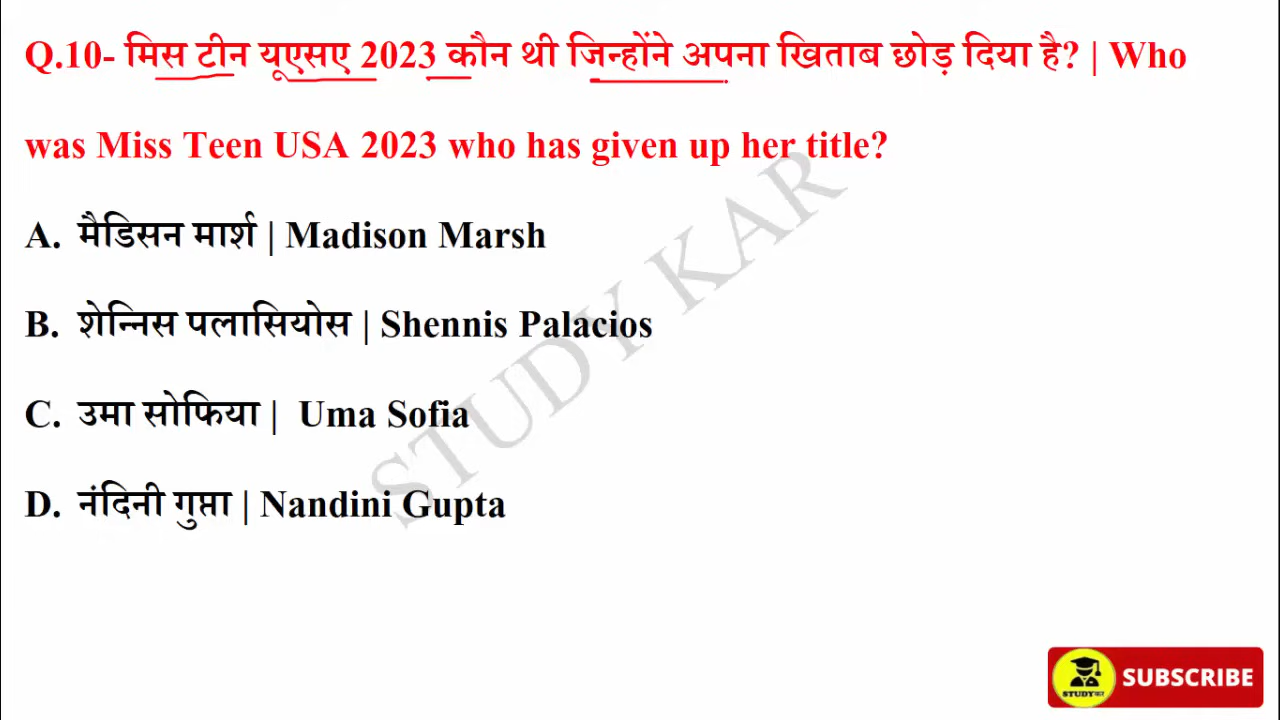 Q.10- मिस टीन यूएसए 2023 कौन थी जिन्होंने अपना खिताब छोड़ दिया है? | Who
was Miss Teen USA 2023 who has given up her title?
A. मैडिसन मार्श | Madison Marsh
B. शेन्निस पलासियोस | Shennis Palacios
C. उमा सोफिया | Uma Sofia
D. नंदिनी गुप्ता | Nandini Gupta
STUDY KAR
SUBSCRIBE